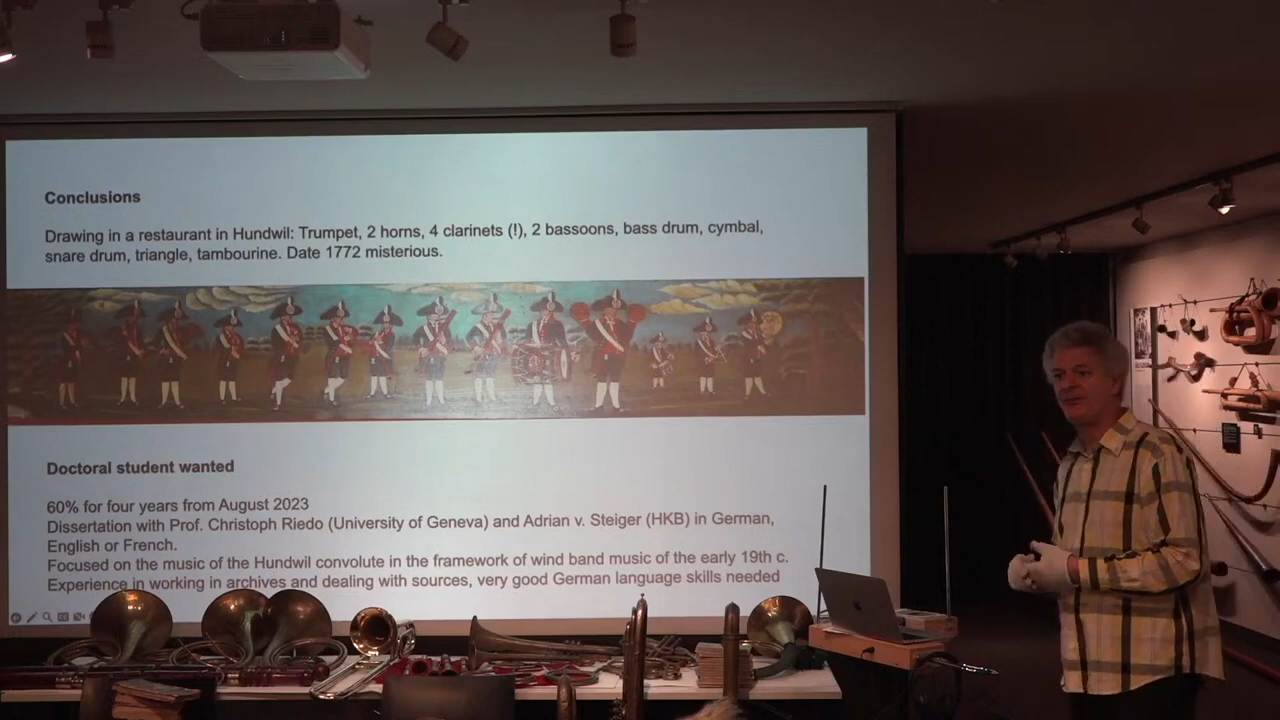 Conclusions
Drawing in a restaurant in Hundwil: Trumpet, 2 horns, 4 clarinets (!), 2 bassoons, bass drum, cymbal,
snare drum, triangle, tambourine. Date 1772 misterious.
Doctoral student wanted
60% for four years from August 2023
Dissertation with Prof. Christoph Riedo (University of Geneva) and Adrian v. Steiger (HKB) in German,
English or French.
Focused on the music of the Hundwil convolute in the framework of wind band music of the early 19th c.
Experience in working in archives and dealing with sources, very good German language skills needed